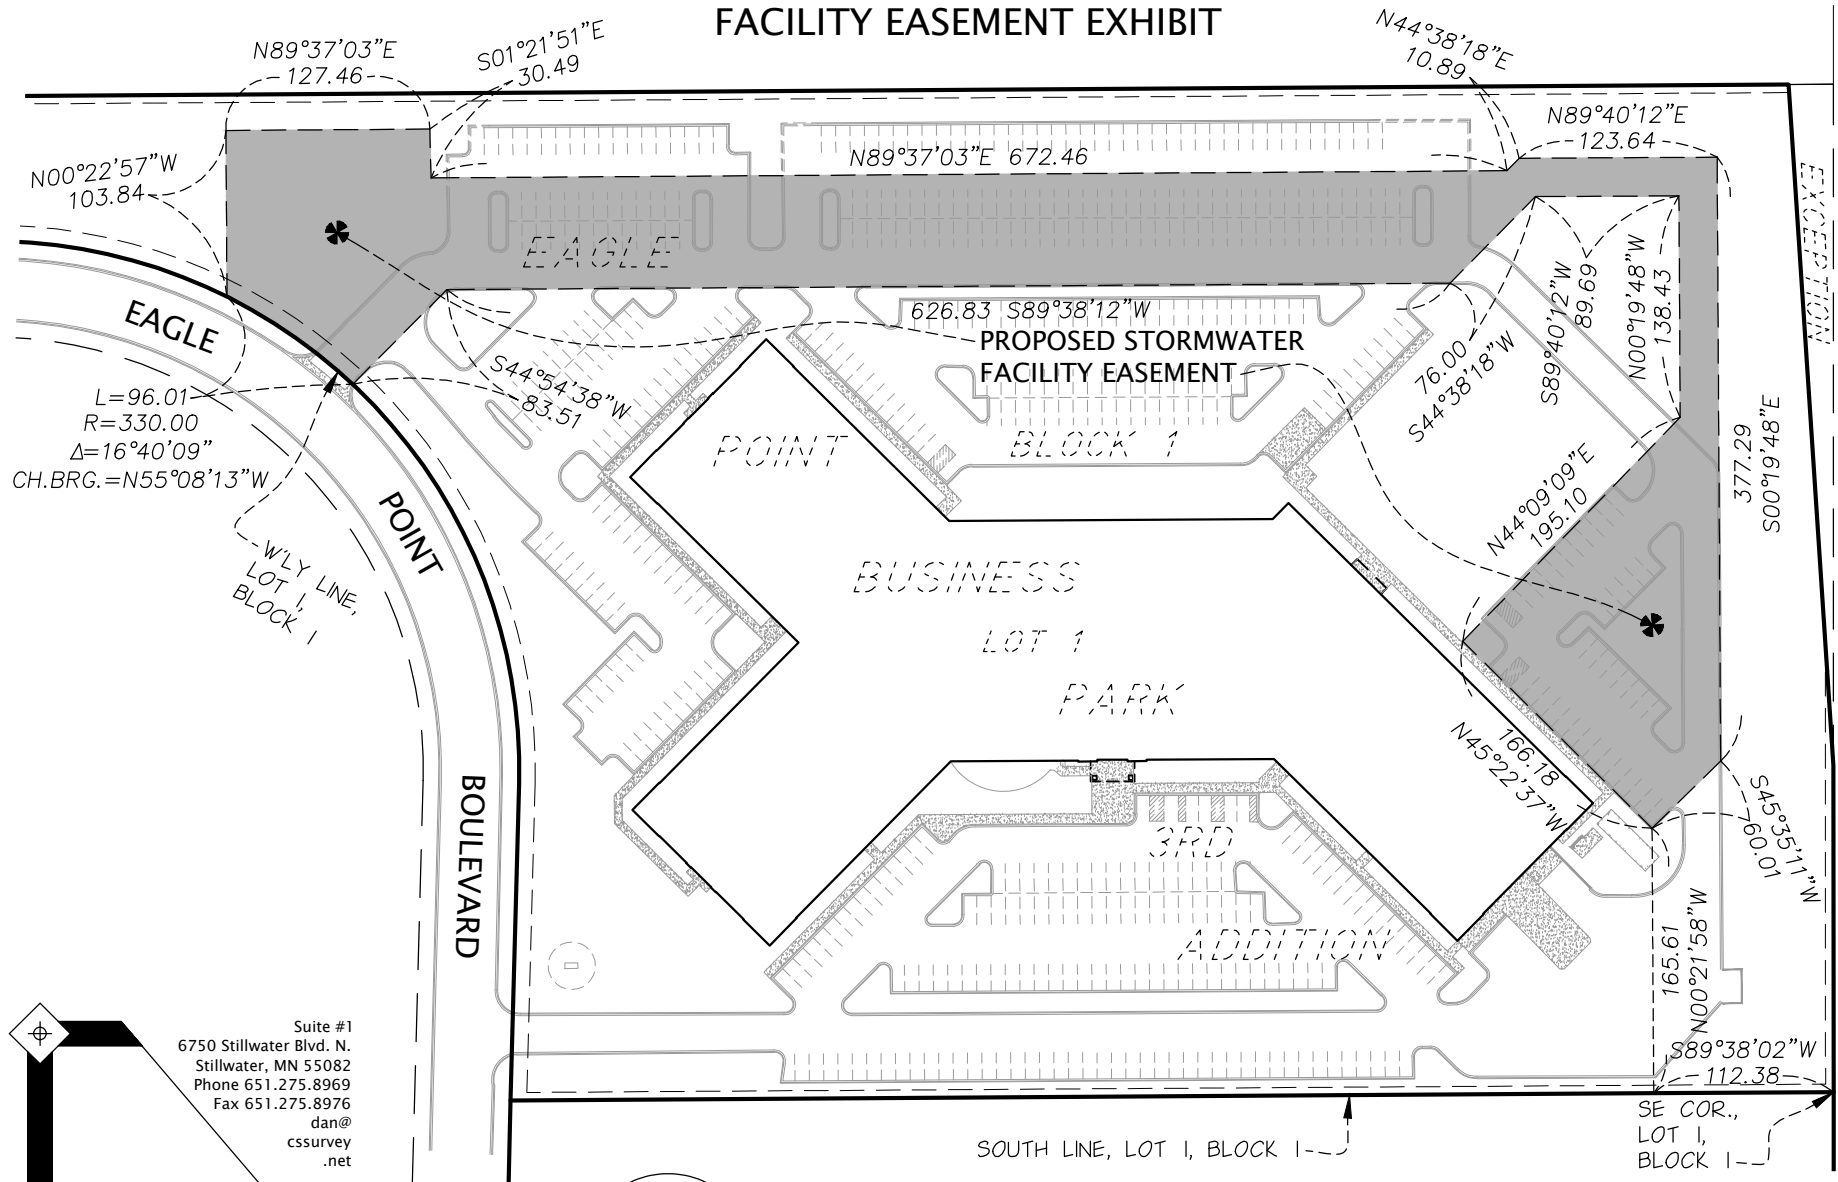 FACILITY EASEMENT EXHIBIT
N89°37'03"E
127.46
S01°21'51"E
30.49
N44°38'18"E
10.89
N89°40'12"E
123.64
N89°37'03"E 672.46
N00°22'57"W
103.84
EXCEPTION
EAGLE
626.83 S89°38'12"W
PROPOSED STORMWATER
FACILITY EASEMENT
76.00
S44°38'18"W
S89°40'12"W
89.69
N00°19'48"W
138.43
EAGLE
POINT
BOULEVARD
L=96.01
R=330.00
Δ=16°40'09"
CH.BRG.=N55°08'13"W
S44°54'38"W
83.51
W'LY LINE,
LOT 1,
BLOCK 1
POINT
BLOCK 1
BUSINESS
LOT 1
PARK
3RD
ADDITION
N44°09'09"E
195.10
377.29
S00°19'48"E
166.18
N45°22'37"W
S45°35'11"W
60.01
165.61
N00°21'58"W
S89°38'02"W
112.38
SE COR.,
LOT 1,
BLOCK 1
SOUTH LINE, LOT 1, BLOCK 1
Suite #1
6750 Stillwater Blvd. N.
Stillwater, MN 55082
Phone 651.275.8969
Fax 651.275.8976
dan@
cssurvey
.net